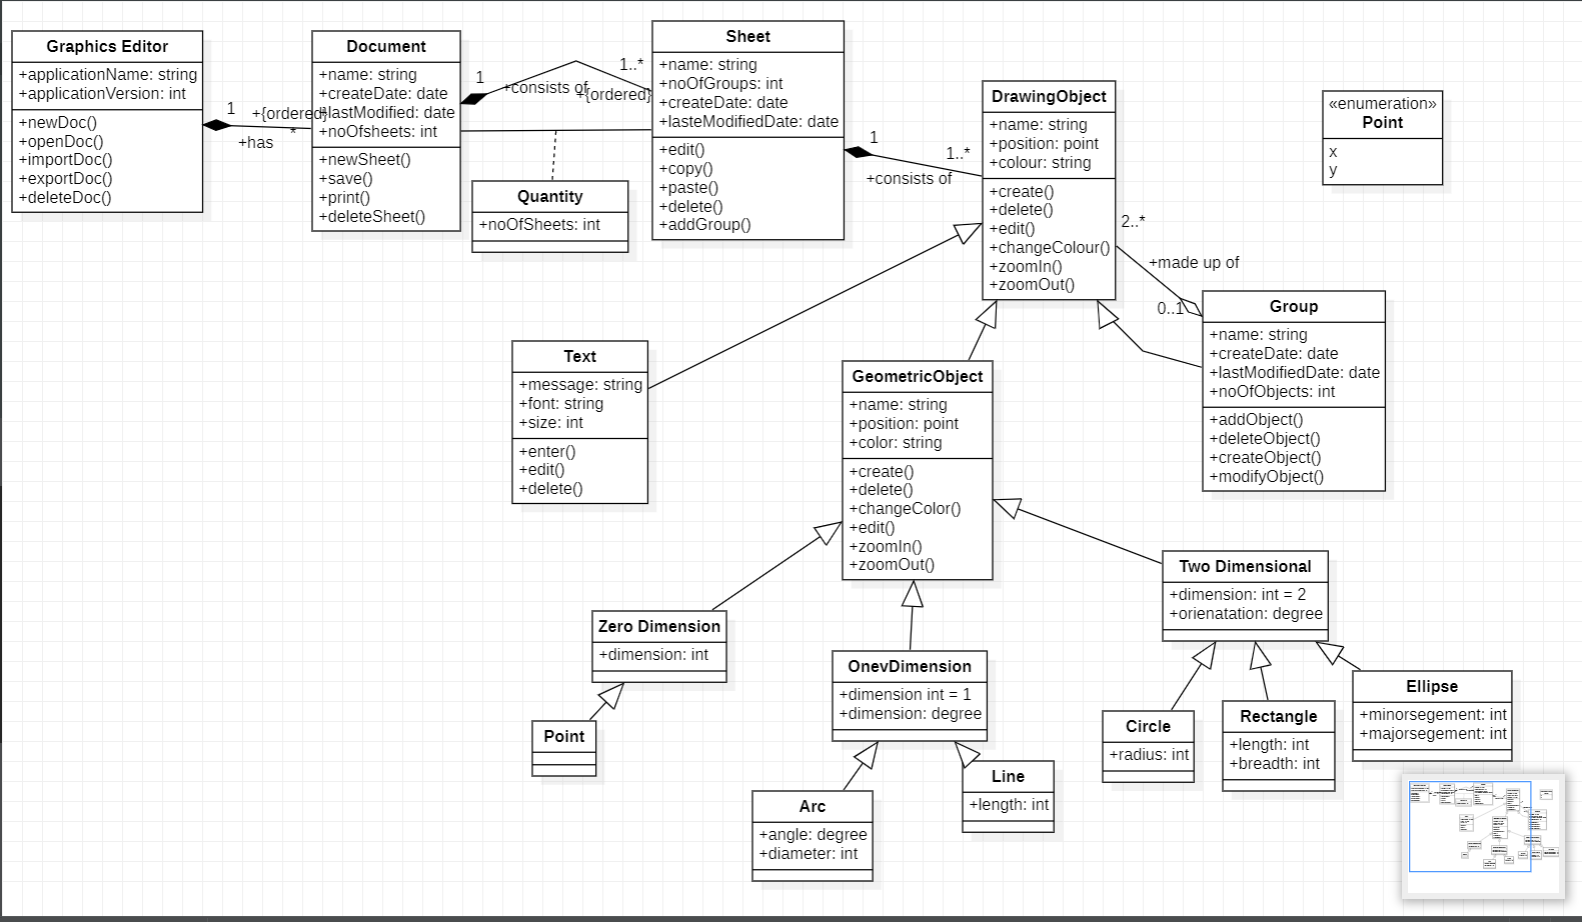 Graphics Editor
+applicationName: string
+applicationVersion: int
+newDoc()
+openDoc()
+importDoc()
+exportDoc()
+deleteDoc()
1
+{ordered}
+has
*
Document
+name: string
+createDate: date
+lastModified: date
+noOfsheets: int
+newSheet()
+save()
+print()
+deleteSheet()
1
1..*
+consists of
+{ordered}
Quantity
+noOfSheets: int
Sheet
+name: string
+noOfGroups: int
+createDate: date
+lasteModifiedDate: date
+edit()
+copy()
+paste()
+delete()
+addGroup()
1
1..*
+consists of
DrawingObject
+name: string
+position: point
+colour: string
+create()
+delete()
+edit()
+changeColour()
+zoomIn()
+zoomOut()
«enumeration»
Point
x
y
2..*
+made up of
0..1
Group
+name: string
+createDate: date
+lastModifiedDate: date
+noOfObjects: int
+addObject()
+deleteObject()
+createObject()
+modifyObject()
Text
+message: string
+font: string
+size: int
+enter()
+edit()
+delete()
GeometricObject
+name: string
+position: point
+color: string
+create()
+delete()
+changeColor()
+edit()
+zoomIn()
+zoomOut()
Two Dimensional
+dimension: int = 2
+orienatation: degree
Zero Dimension
+dimension: int
OnevDimension
+dimension int = 1
+dimension: degree
Point
Arc
+angle: degree
+diameter: int
Line
+length: int
Circle
+radius: int
Rectangle
+length: int
+breadth: int
Ellipse
+minorsegement: int
+majorsegement: int